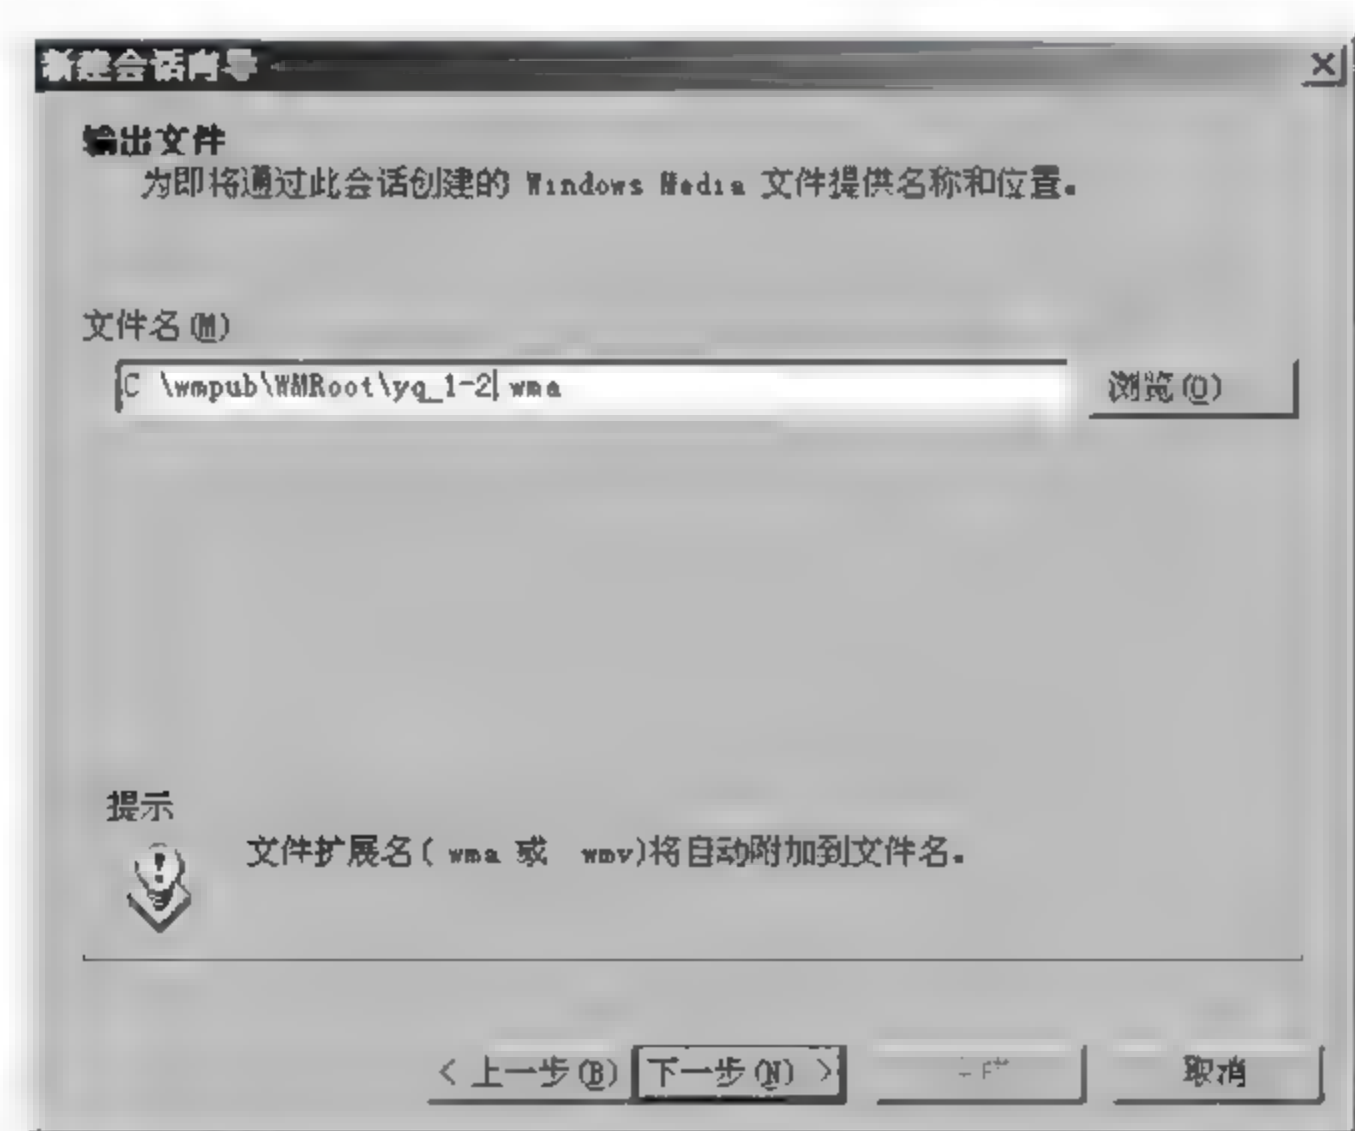 新建会话向导
输出文件
为即将通过此会话创建的 Windows Media 文件提供名称和位置。
文件名(M)
C \wmpub\WMRoot\yq_1-2 wma
浏览(O)
提示
文件扩展名( wma 或 wmv)将自动附加到文件名。
< 上一步(B) 下一步(N) > 取消